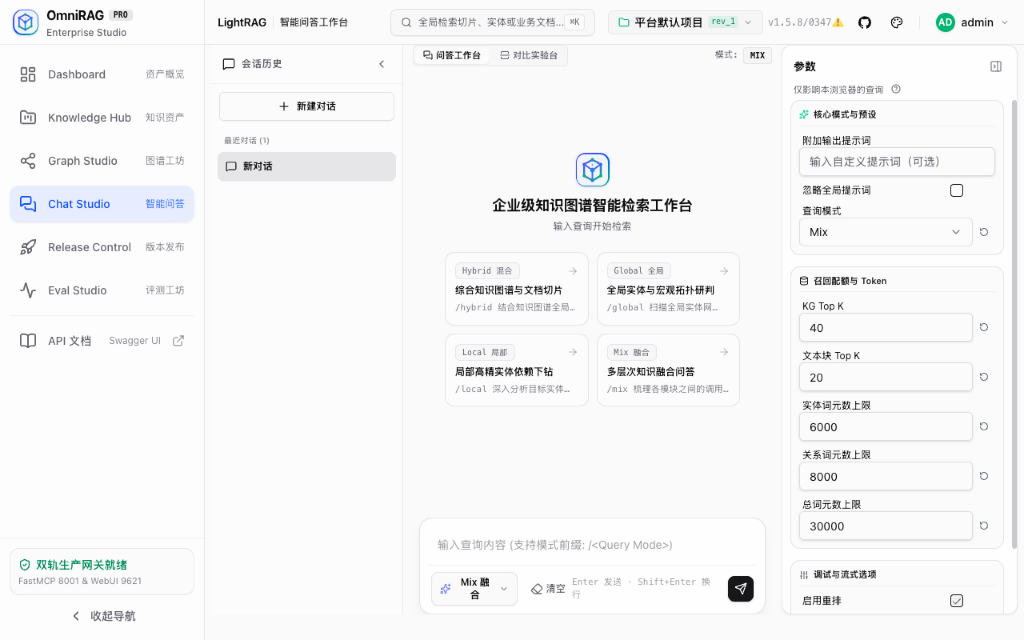 OmniRAG PRO
Enterprise Studio
Dashboard 资产概览
Knowledge Hub 知识资产
Graph Studio 图谱工坊
Chat Studio 智能问答
Release Control 版本发布
Eval Studio 评测工坊
API 文档 Swagger UI
双轨生产网关就绪
FastMCP 8001 & WebUI 9621
收起导航
LightRAG 智能问答工作台
全局检索切片、实体或业务文档... ⌘K
平台默认项目 rev_1
v1.5.8/0347
AD admin
会话历史
新建对话
最近对话 (1)
新对话
问答工作台 对比实验台
模式: MIX
企业级知识图谱智能检索工作台
输入查询开始检索
Hybrid 混合
综合知识图谱与文档切片
/hybrid 结合知识图谱全局…
Global 全局
全局实体与宏观拓扑研判
/global 扫描全局实体网…
Local 局部
局部高精实体依赖下钻
/local 深入分析目标实体…
Mix 融合
多层次知识融合问答
/mix 梳理各模块之间的调用…
输入查询内容 (支持模式前缀: /<Query Mode>)
Mix 融
合
清空
Enter 发送 · Shift+Enter 换
行
参数
仅影响本浏览器的查询
核心模式与预设
附加输出提示词
输入自定义提示词（可选）
忽略全局提示词
查询模式
Mix
召回配额与 Token
KG Top K
40
文本块 Top K
20
实体词元数上限
6000
关系词元数上限
8000
总词元数上限
30000
调试与流式选项
启用重排